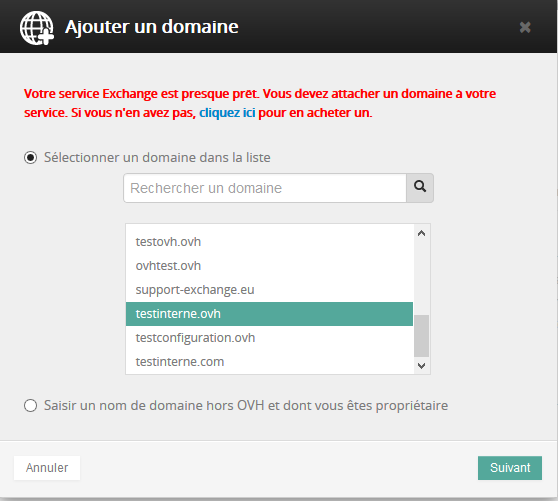 Ajouter un domaine
Votre service Exchange est presque prêt. Vous devez attacher un domaine à votre
service. Si vous n'en avez pas, cliquez ici pour en acheter un.
Sélectionner un domaine dans la liste
Rechercher un domaine
testovh.ovh
ovhtest.ovh
support-exchange.eu
testinterne.ovh
testconfiguration.ovh
testinterne.com
Saisir un nom de domaine hors OVH et dont vous êtes propriétaire
Annuler
Suivant